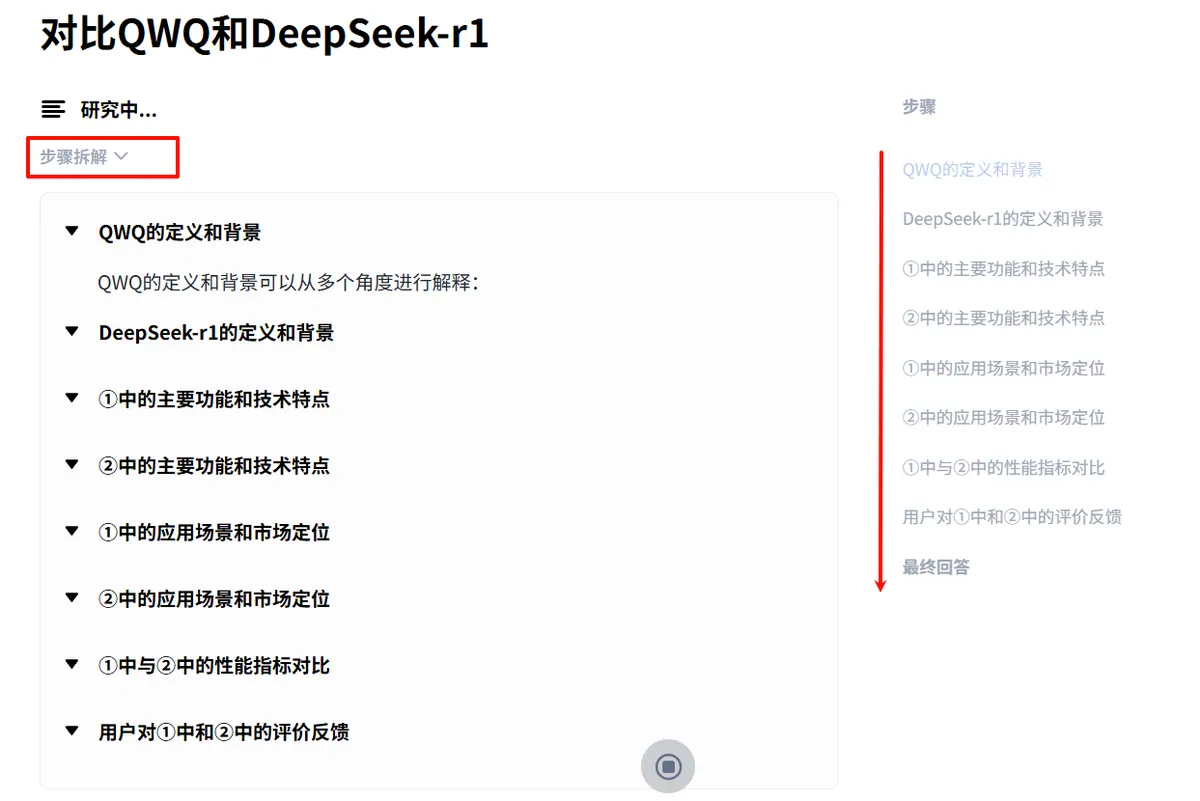 对比QWQ和DeepSeek-r1
研究中...
步骤拆解
QWQ的定义和背景
QWQ的定义和背景可以从多个角度进行解释：
DeepSeek-r1的定义和背景
①中的主要功能和技术特点
②中的主要功能和技术特点
①中的应用场景和市场定位
②中的应用场景和市场定位
①中与②中的性能指标对比
用户对①中和②中的评价反馈
步骤
QWQ的定义和背景
DeepSeek-r1的定义和背景
①中的主要功能和技术特点
②中的主要功能和技术特点
①中的应用场景和市场定位
②中的应用场景和市场定位
①中与②中的性能指标对比
用户对①中和②中的评价反馈
最终回答